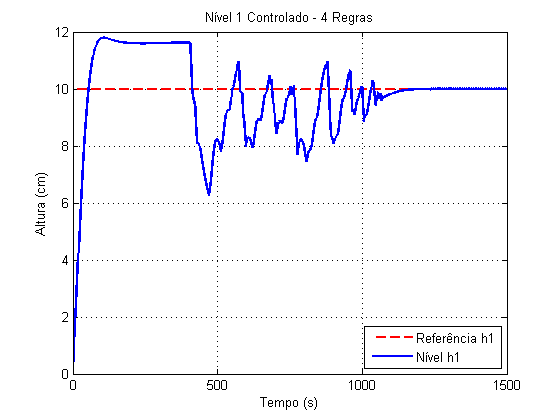 Nível 1 Controlado - 4 Regras
Altura (cm)
12
10
8
6
4
2
0
0
500
1000
1500
Tempo (s)
Referência h1
Nível h1